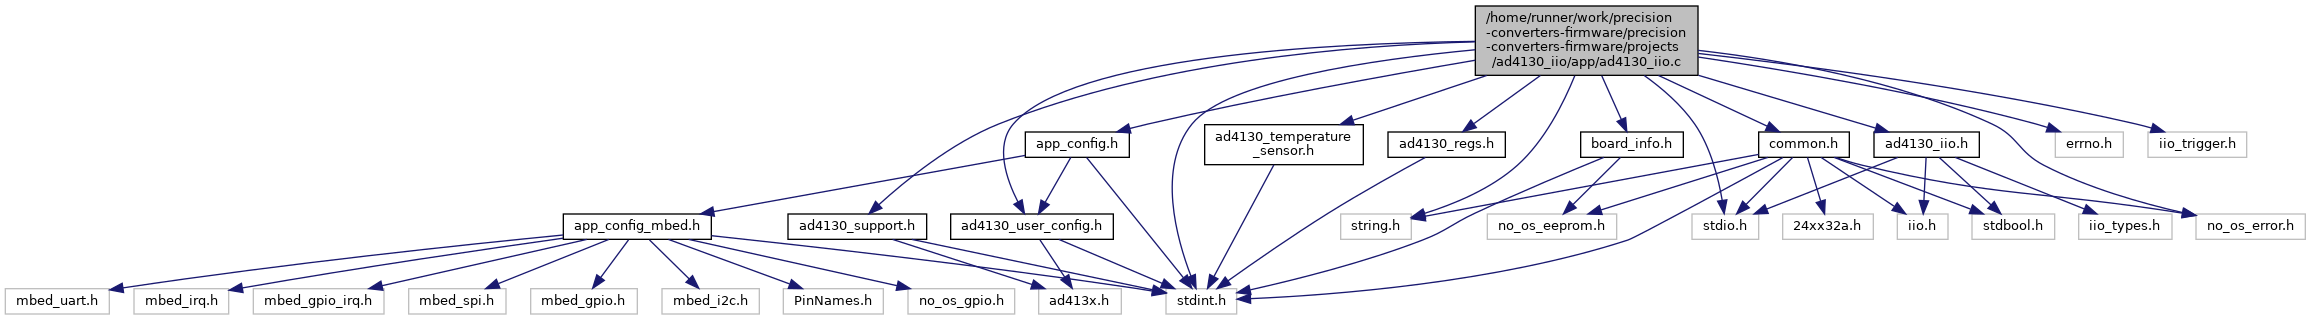 /home/runner/work/precision
-converters-firmware/precision
-converters-firmware/projects
/ad4130_iio/app/ad4130_iio.c
app_config.h
ad4130_temperature
_sensor.h
ad4130_regs.h
board_info.h
common.h
ad4130_iio.h
errno.h
iio_trigger.h
app_config_mbed.h
ad4130_support.h
ad4130_user_config.h
string.h
no_os_eeprom.h
stdio.h
24xx32a.h
iio.h
stdbool.h
iio_types.h
no_os_error.h
mbed_uart.h
mbed_irq.h
mbed_gpio_irq.h
mbed_spi.h
mbed_gpio.h
mbed_i2c.h
PinNames.h
no_os_gpio.h
ad413x.h
stdint.h